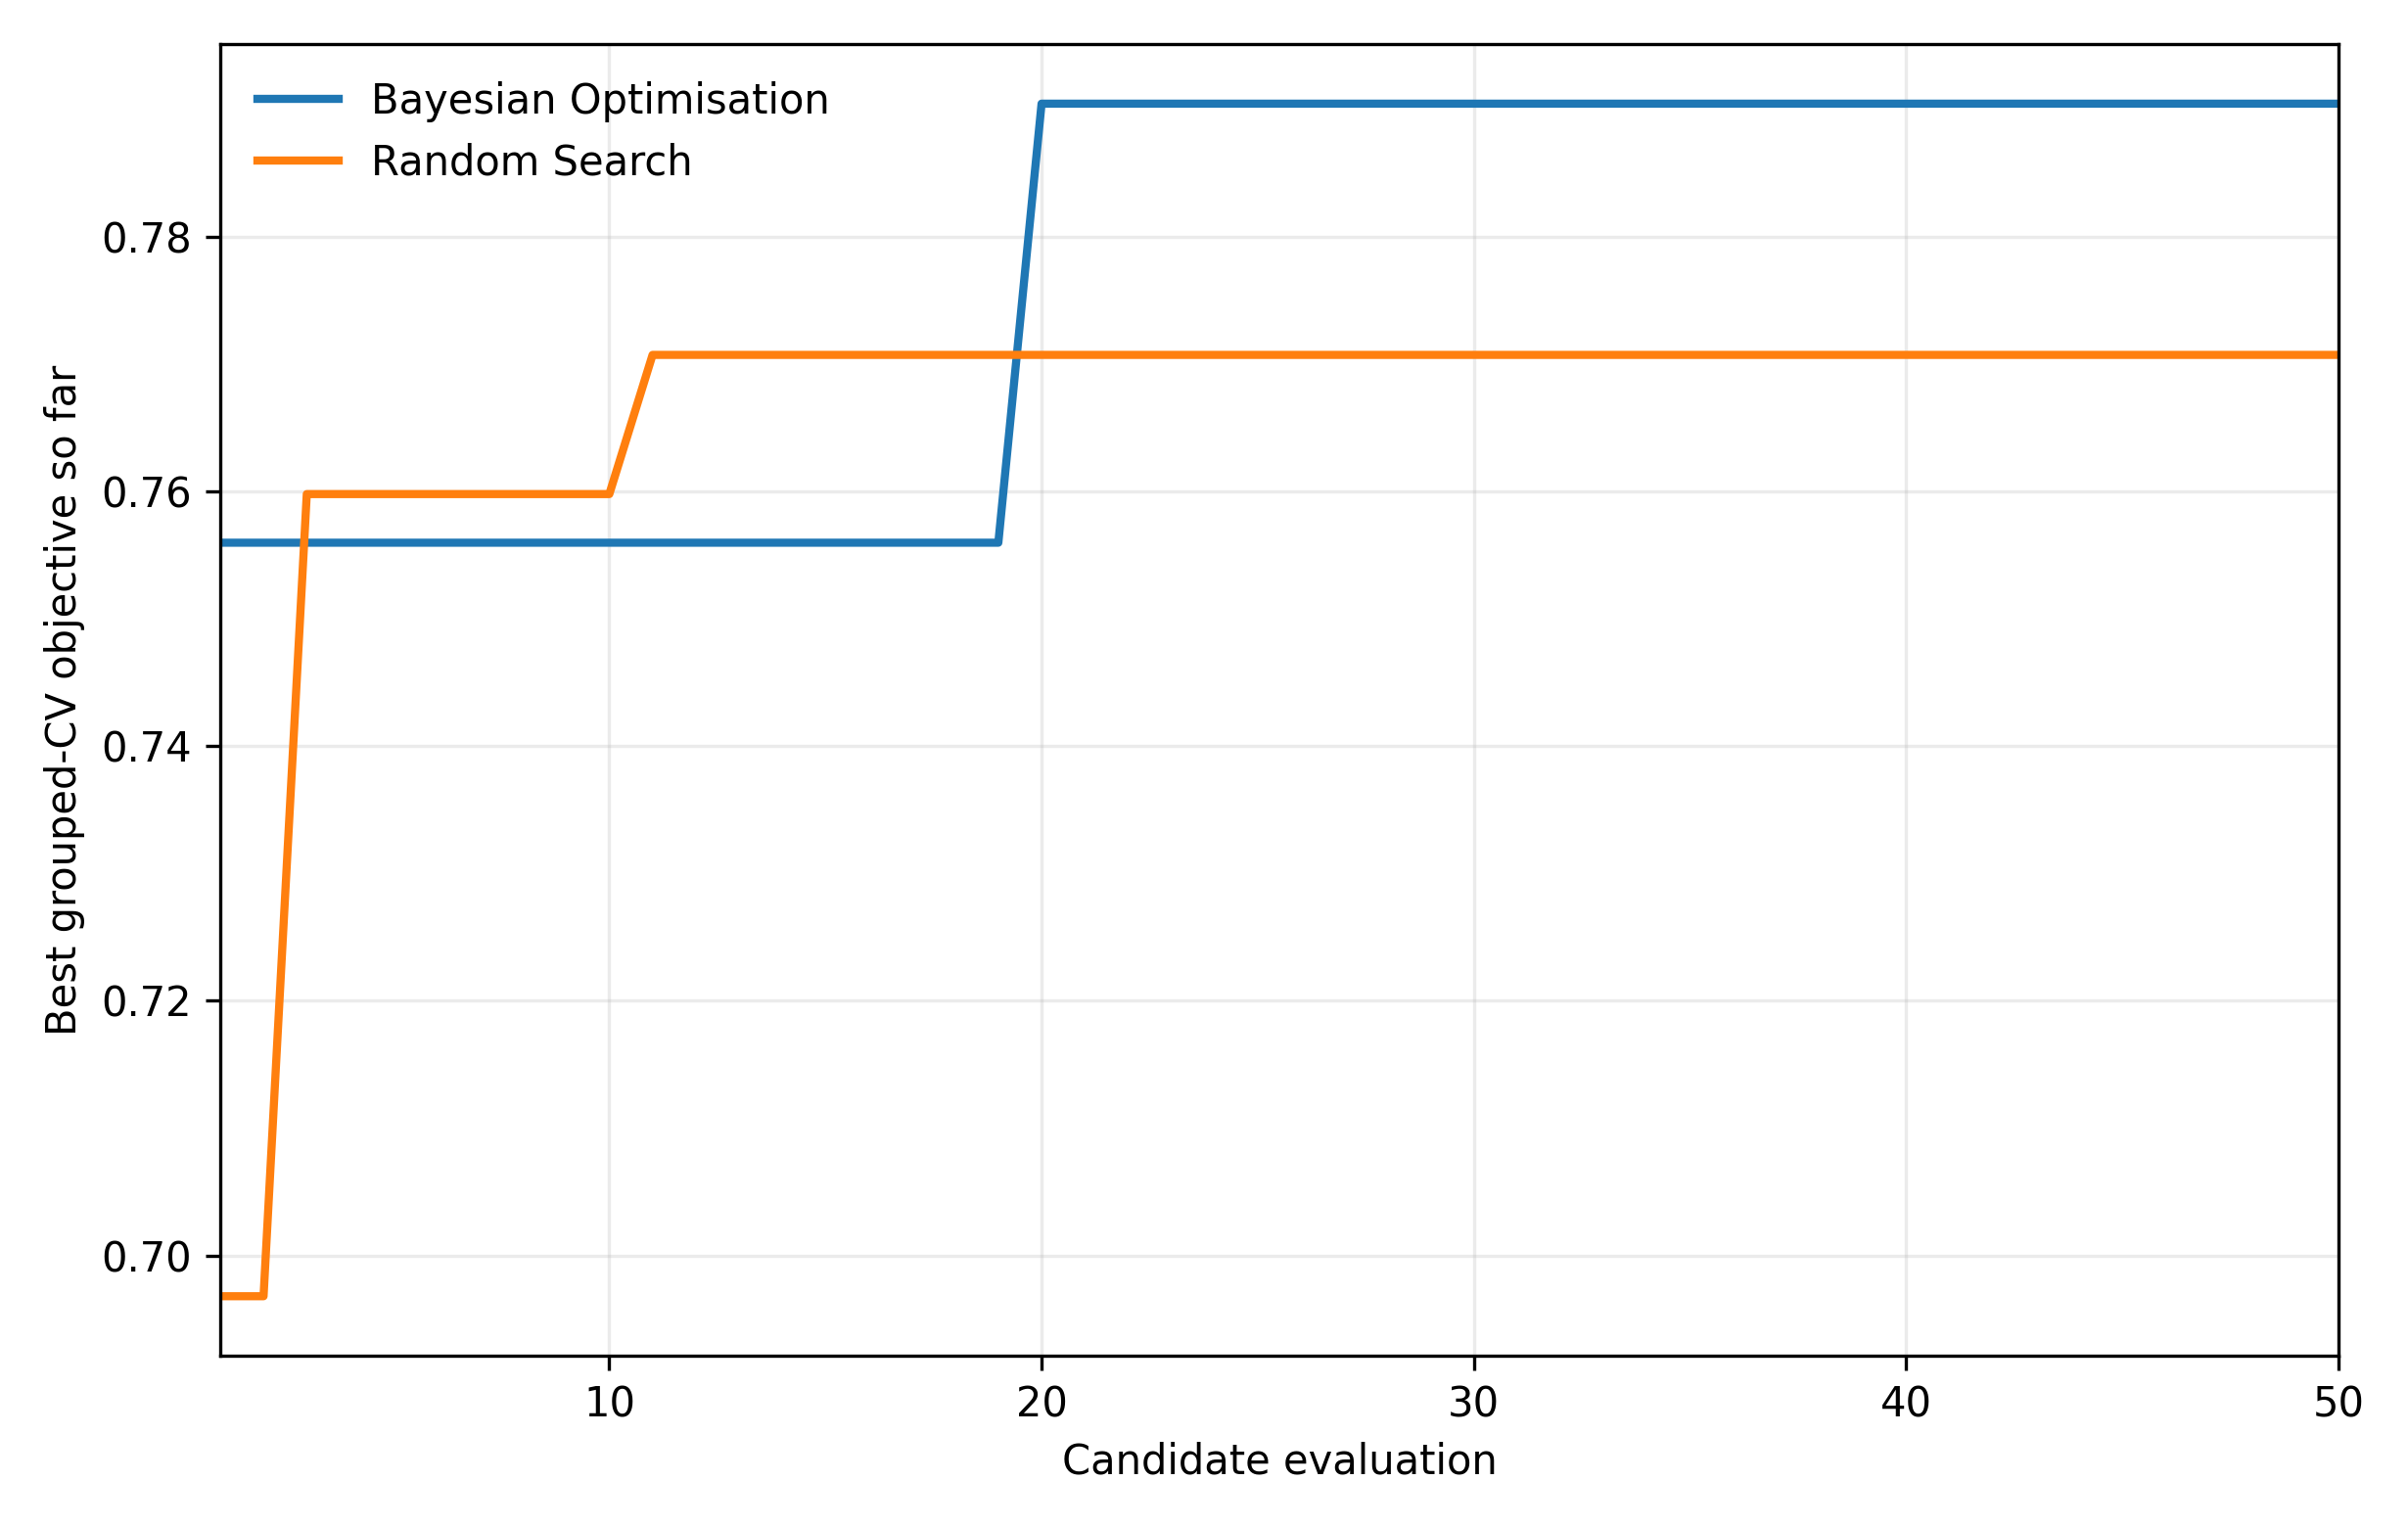 Bayesian Optimisation
Random Search
Best grouped-CV objective so far
0.78
0.76
0.74
0.72
0.70
10
20
30
40
50
Candidate evaluation